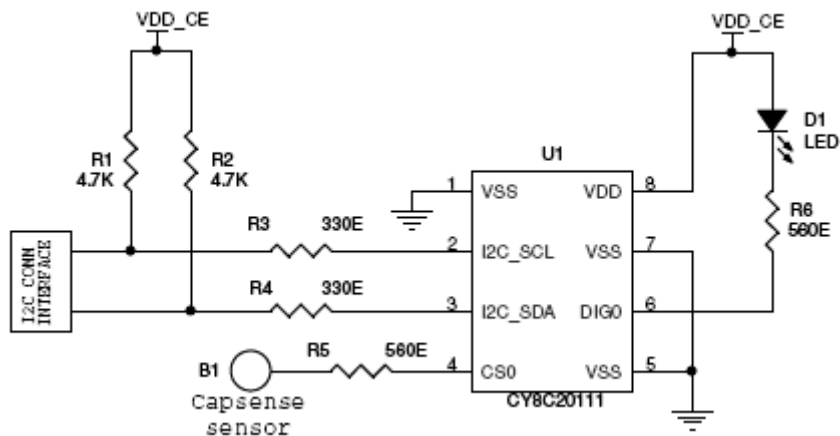 VDD_CE
VDD_CE
D1
LED
U1
R1
4.7K
R2
4.7K
1
VSS
VDD
8
R6
560E
R3
330E
2
I2C_SCL
VSS
7
I2C COMM
INTERFACE
R4
330E
3
I2C_SDA
DIG0
6
B1
R5
560E
4
CS0
VSS
5
Capsense
sensor
CY8C20111